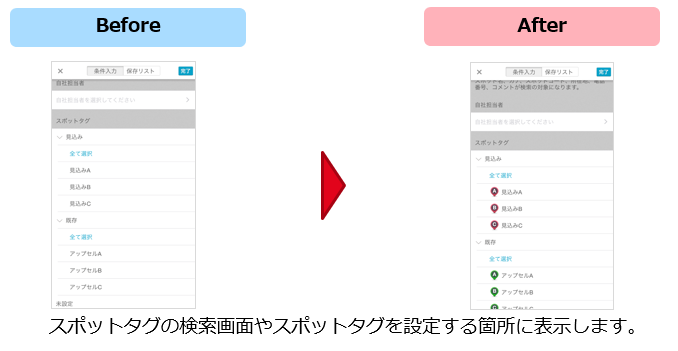 Before
After
× 条件入力 保存リスト 完了
自社担当者
自社担当者を選択してください
スポットタグ
見込み
全て選択
見込みA
見込みB
見込みC
既存
全て選択
アップセルA
アップセルB
アップセルC
未設定
× 条件入力 保存リスト 完了
番号、コメントが検索の対象になります。
自社担当者
自社担当者を選択してください
スポットタグ
見込み
全て選択
A 見込みA
B 見込みB
C 見込みC
既存
全て選択
A アップセルA
B アップセルB
C アップセルC
スポットタグの検索画面やスポットタグを設定する箇所に表示します。